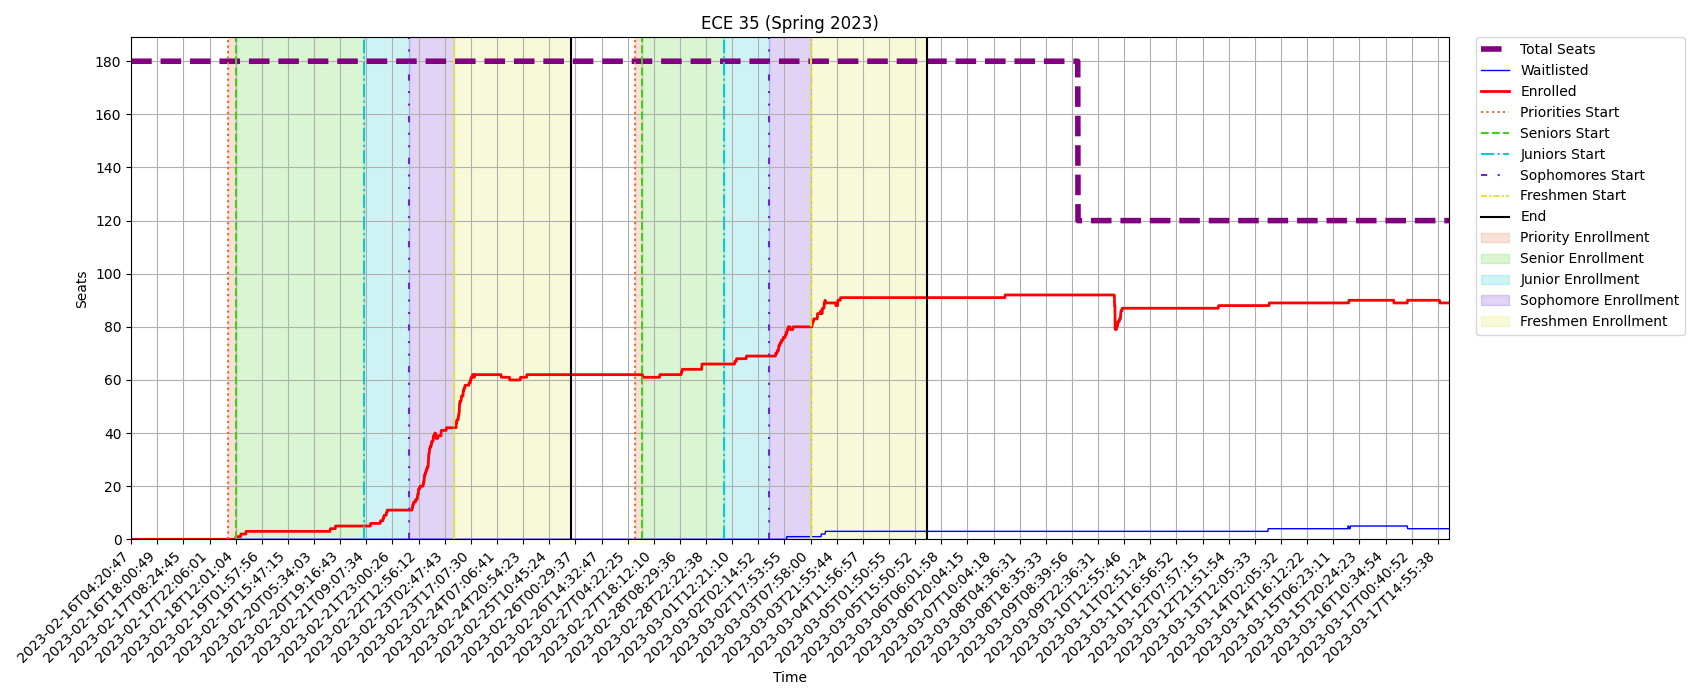 ECE 35 (Spring 2023)
Total Seats
Waitlisted
Enrolled
Priorities Start
Seniors Start
Juniors Start
Sophomores Start
Freshmen Start
End
Priority Enrollment
Senior Enrollment
Junior Enrollment
Sophomore Enrollment
Freshmen Enrollment
Seats
180
160
140
120
100
80
60
40
20
0
2023-02-16T04:20:47
2023-02-16T18:00:49
2023-02-17T08:24:45
2023-02-17T22:06:01
2023-02-18T12:01:04
2023-02-19T01:57:56
2023-02-19T15:47:15
2023-02-20T05:34:03
2023-02-20T19:16:43
2023-02-21T09:07:34
2023-02-21T23:00:26
2023-02-22T12:56:12
2023-02-23T02:47:43
2023-02-23T17:07:30
2023-02-24T07:06:41
2023-02-24T20:54:23
2023-02-25T10:45:24
2023-02-26T00:29:37
2023-02-26T14:32:47
2023-02-27T04:22:25
2023-02-27T18:12:10
2023-02-28T08:29:36
2023-02-28T22:22:38
2023-03-01T12:21:10
2023-03-02T02:14:52
2023-03-02T17:53:55
2023-03-03T07:58:00
2023-03-03T21:55:44
2023-03-04T11:56:57
2023-03-05T01:50:55
2023-03-05T15:50:52
2023-03-06T06:01:58
2023-03-06T20:04:15
2023-03-07T10:04:18
2023-03-08T04:36:31
2023-03-08T18:35:33
2023-03-09T08:39:56
2023-03-09T22:36:31
2023-03-10T12:55:46
2023-03-11T02:51:24
2023-03-11T16:56:52
2023-03-12T07:57:15
2023-03-12T21:51:54
2023-03-13T12:05:33
2023-03-14T02:05:32
2023-03-14T16:12:22
2023-03-15T06:23:11
2023-03-15T20:24:23
2023-03-16T10:34:54
2023-03-17T00:40:52
2023-03-17T14:55:38
Time